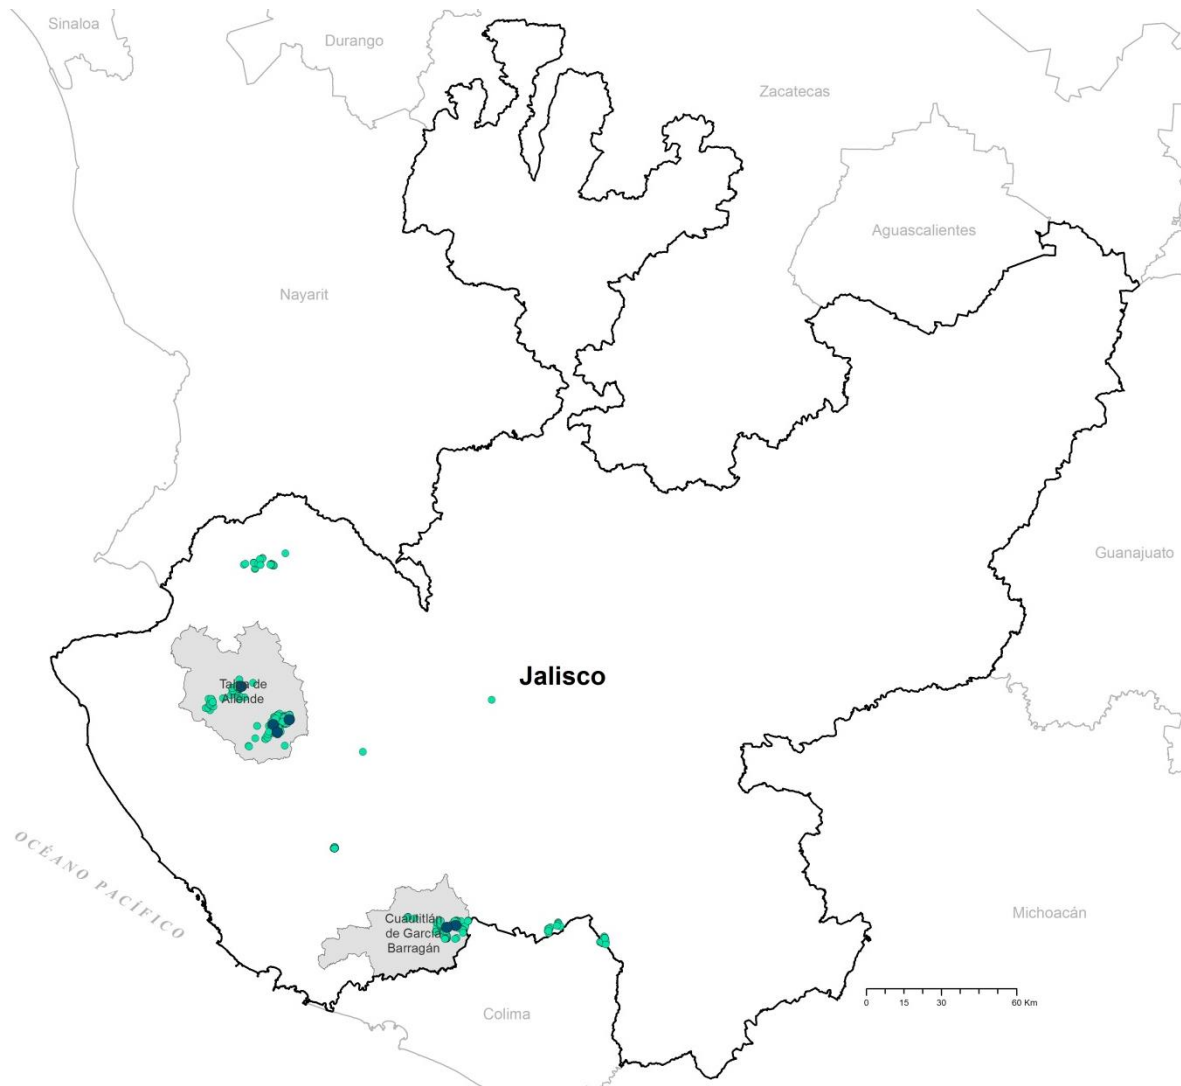 Sinaloa
Durango
Zacatecas
Aguascalientes
Nayarit
Guanajuato
Jalisco
Talpa de
Allende
OCÉANO PACÍFICO
Cuautitlán
de García
Barragán
Michoacán
Colima
0 15 30 60 Km